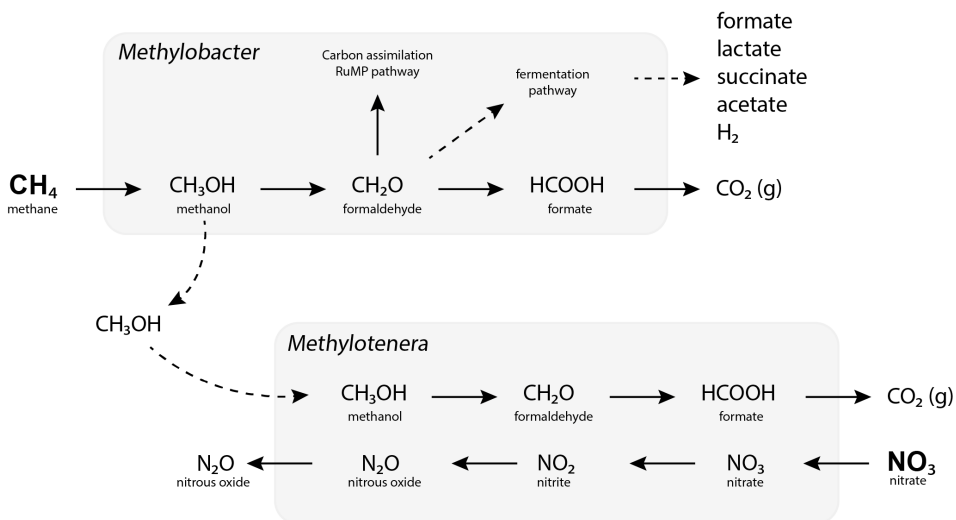 Methylobacter
Carbon assimilation
RuMP pathway
fermentation
pathway
formate
lactate
succinate
acetate
H₂
CH₄
methane
CH₃OH
methanol
CH₂O
formaldehyde
HCOOH
formate
CO₂ (g)
CH₃OH
Methylotenera
CH₃OH
methanol
CH₂O
formaldehyde
HCOOH
formate
CO₂ (g)
N₂O
nitrous oxide
N₂O
nitrous oxide
NO₂
nitrite
NO₃
nitrate
NO₃
nitrate